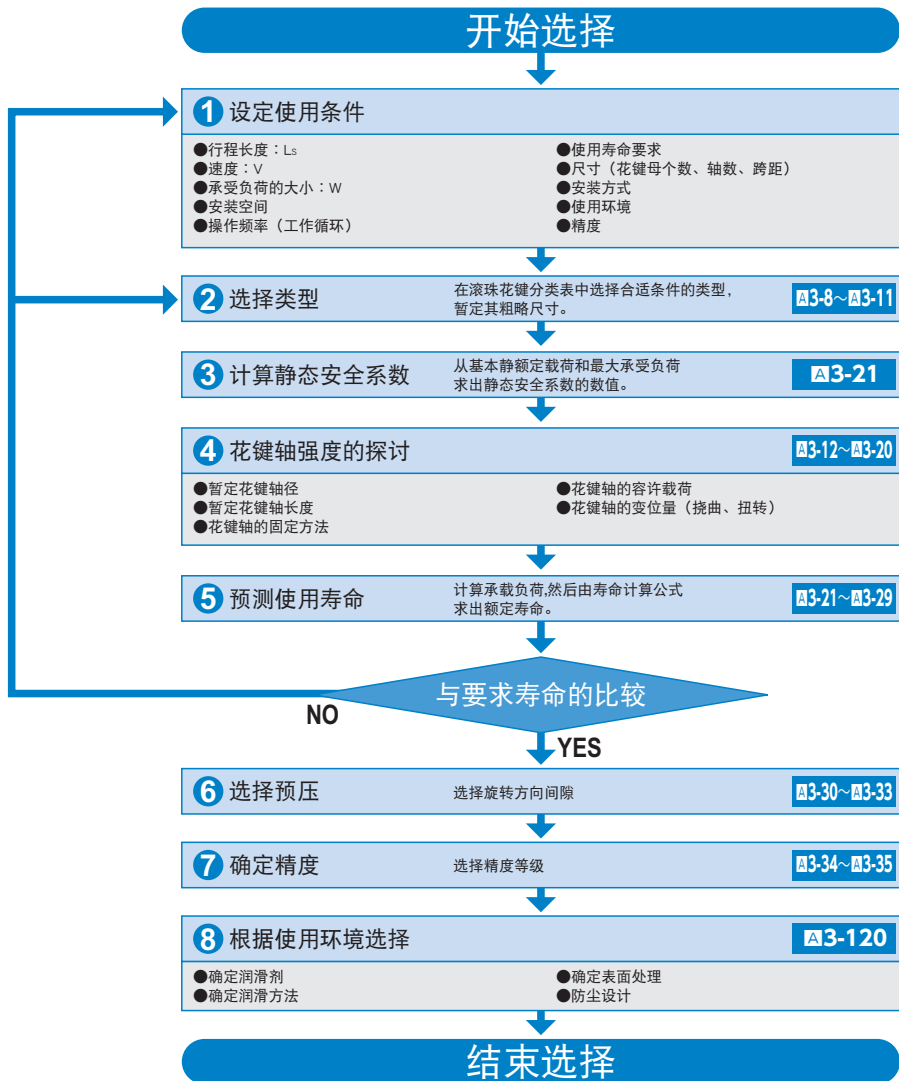 开始选择
1 设定使用条件
●行程长度：Ls
●速度：V
●承受负荷的大小：W
●安装空间
●操作频率（工作循环）
●使用寿命要求
●尺寸（花键母个数、轴数、跨距）
●安装方式
●使用环境
●精度
2 选择类型
在滚珠花键分类表中选择合适条件的类型，
暂定其粗略尺寸。
A3-8～A3-11
3 计算静态安全系数
从基本静额定载荷和最大承受负荷
求出静态安全系数的数值。
A3-21
4 花键轴强度的探讨
A3-12～A3-20
●暂定花键轴径
●暂定花键轴长度
●花键轴的固定方法
●花键轴的容许载荷
●花键轴的变位量（挠曲、扭转）
5 预测使用寿命
计算承载负荷,然后由寿命计算公式
求出额定寿命。
A3-21～A3-29
与要求寿命的比较
NO
YES
6 选择预压
选择旋转方向间隙
A3-30～A3-33
7 确定精度
选择精度等级
A3-34～A3-35
8 根据使用环境选择
A3-120
●确定润滑剂
●确定润滑方法
●确定表面处理
●防尘设计
结束选择